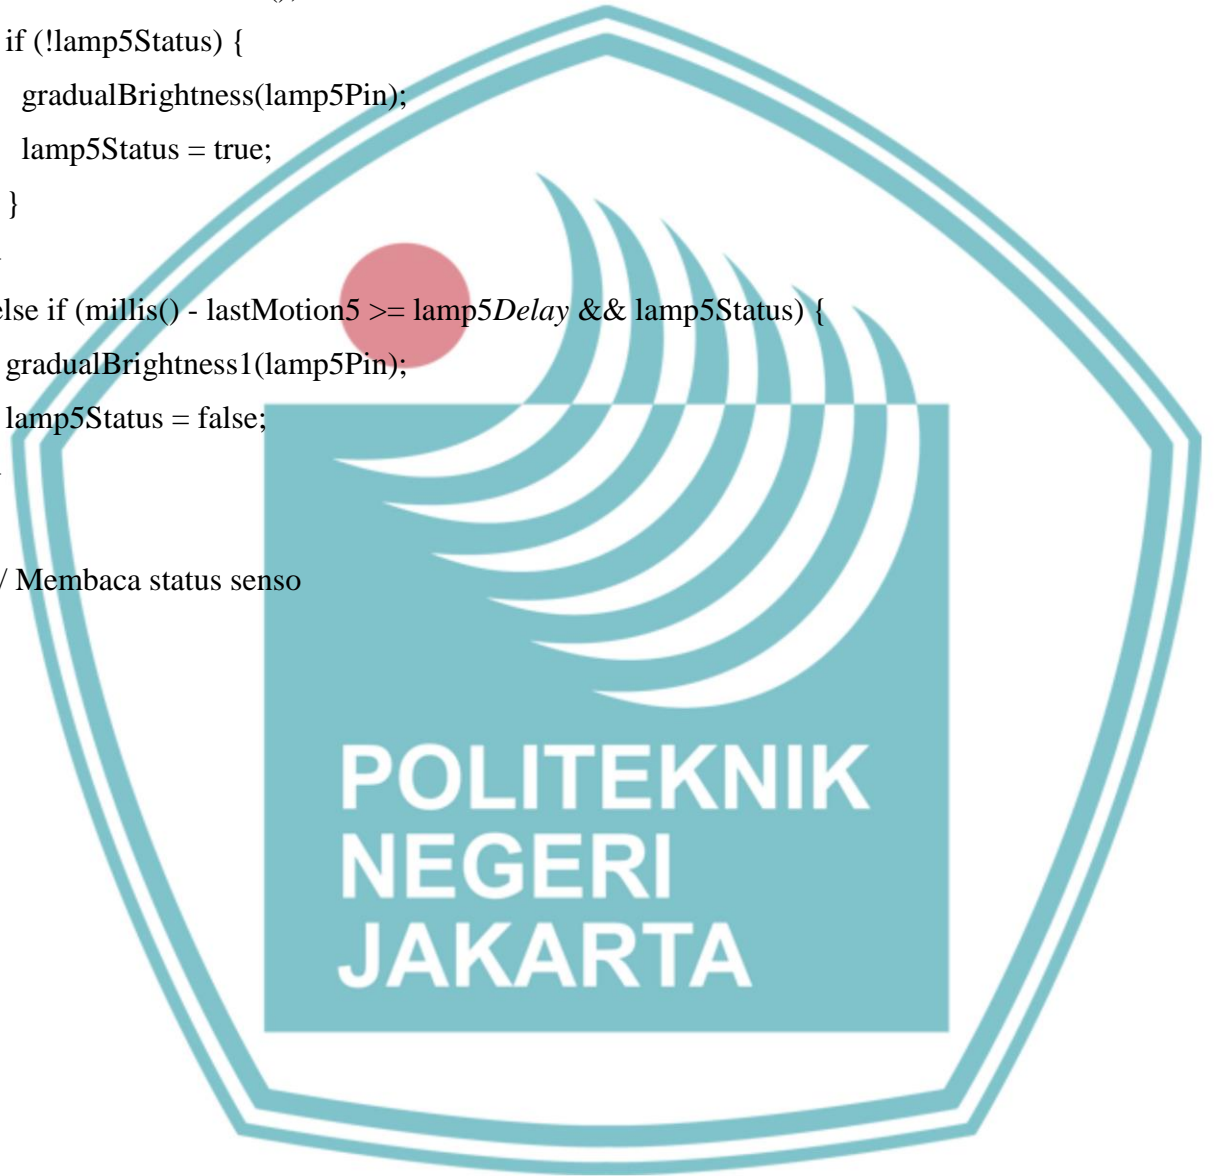 if (!lamp5Status) {
gradualBrightness(lamp5Pin);
lamp5Status = true;
}
else if (millis() - lastMotion5 >= lamp5Delay && lamp5Status) {
gradualBrightness1(lamp5Pin);
lamp5Status = false;
/ Membaca status senso
POLITEKNIK
NEGERI
JAKARTA